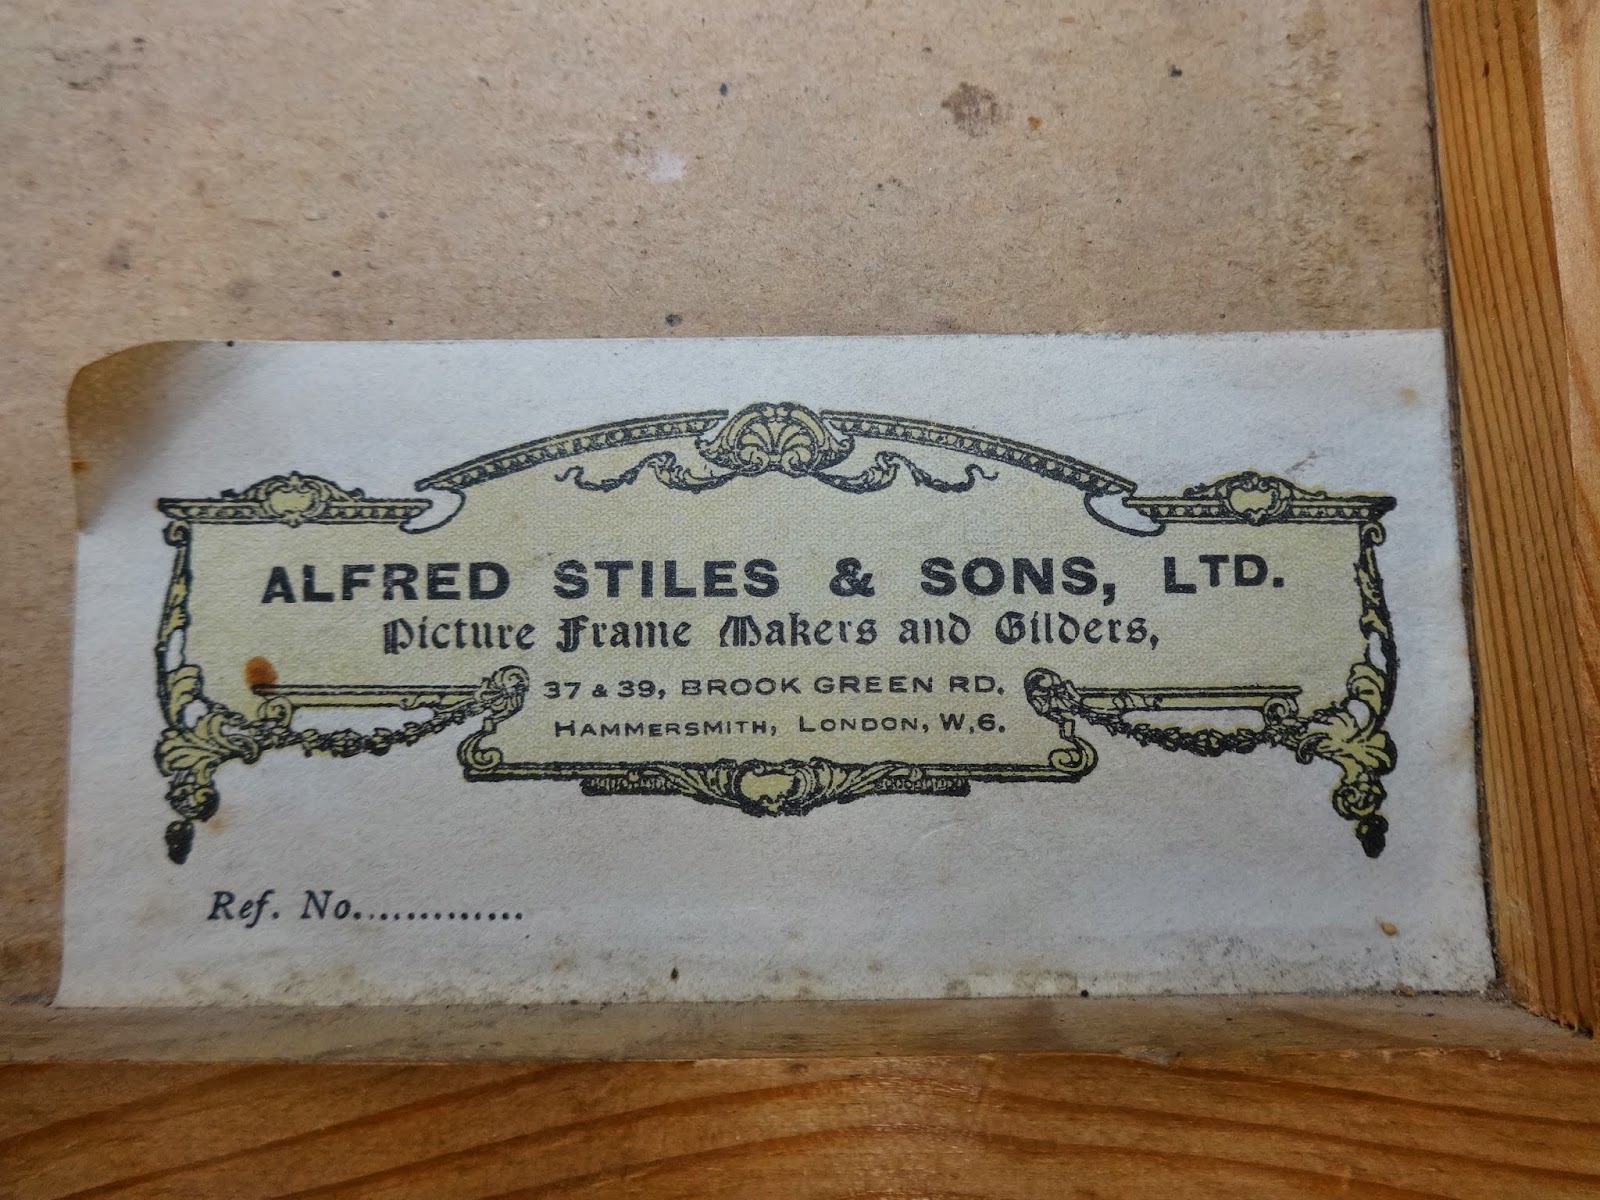 ALFRED STILES & SONS, LTD.
Picture Frame Makers and Gilders,
37 & 39, BROOK GREEN RD.
HAMMERSMITH, LONDON, W,6.
Ref. No.............